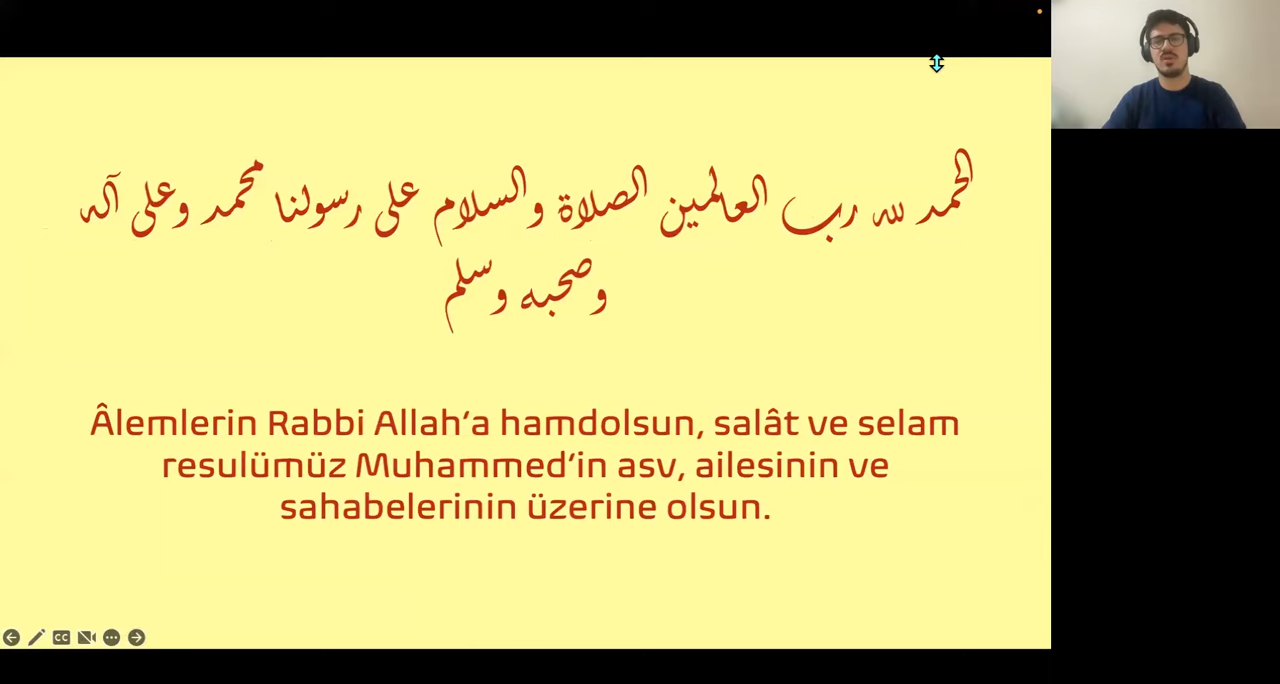 الحمد لله رب العالمين الصلاة والسلام على رسولنا محمد وعلى آله
وصحبه وسلم
Âlemlerin Rabbi Allah'a hamdolsun, salât ve selam
resulümüz Muhammed'in asv, ailesinin ve
sahabelerinin üzerine olsun.
CC